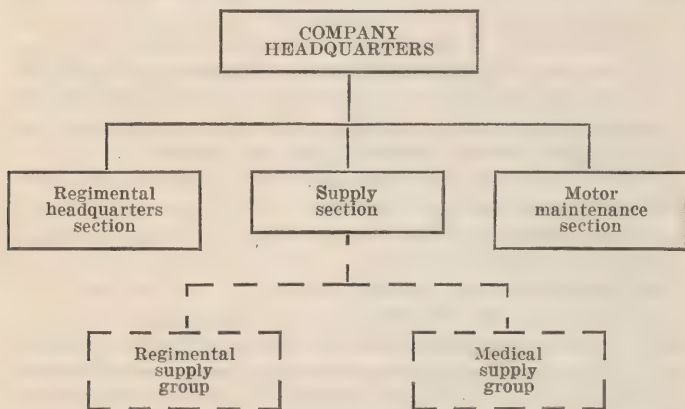 COMPANY
HEADQUARTERS
Regimental
headquarters
section
Supply
section
Motor
maintenance
section
Regimental
supply
group
Medical
supply
group